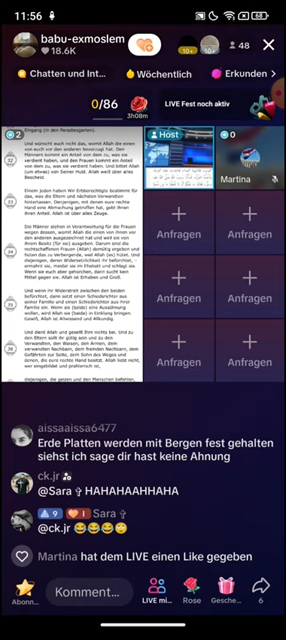 11:56
68
babu-exmoslem
18.6K
10+
10+
48
Chatten und Int...
Wöchentlich
Erkunden >
0/86
3h08m
LIVE Fest noch aktiv
2
Eingang (in den Paradiesgarten).
Und wünscht euch nicht das, womit Allah die einen
von euch vor den anderen bevorzugt hat. Den
Männern kommt ein Anteil von dem zu, was sie
verdient haben, und den Frauen kommt ein Anteil
von dem zu, was sie verdient haben. Und bittet Allah
(um etwas) von Seiner Huld. Allah weiß über alles
Bescheid.
Einem jeden haben Wir Erbberechtigte bestimmt für
das, was die Eltern und nächsten Verwandten
hinterlassen. Denjenigen, mit denen eure rechte
Hand eine Abmachung getroffen hat, gebt ihnen
ihren Anteil. Allah ist über alles Zeuge.
Die Männer stehen in Verantwortung für die Frauen
wegen dessen, womit Allah die einen von ihnen vor
den anderen ausgezeichnet hat und weil sie von
ihrem Besitz (für sie) ausgeben. Darum sind die
rechtschaffenen Frauen (Allah) demütig ergeben und
hüten das zu Verbergende, weil Allah (es) hütet. Und
diejenigen, deren Widersetzlichkeit ihr befürchtet, -
ermahnt sie, meidet sie im Ehebett und schlagt sie.
Wenn sie euch aber gehorchen, dann sucht kein
Mittel gegen sie. Allah ist Erhaben und Groß.
Und wenn ihr Widerstreit zwischen den beiden
befürchtet, dann setzt einen Schiedsrichter aus
seiner Familie und einen Schiedsrichter aus ihrer
Familie ein. Wenn sie (beide) eine Aussöhnung
wollen, wird Allah sie (beide) in Einklang bringen.
Gewiß, Allah ist Allwissend und Allkundig.
Und dient Allah und gesellt Ihm nichts bei. Und zu
den Eltern sollt ihr gütig sein und zu den
Verwandten, den Waisen, den Armen, dem
verwandten Nachbarn, dem fremden Nachbarn, dem
Gefährten zur Seite, dem Sohn des Weges und
denen, die eure rechte Hand besitzt. Allah liebt nicht,
wer eingebildet und prahlerisch ist,
diejenigen, die geizen und den Menschen befehlen,
Host
0
Martina
Anfragen
Anfragen
Anfragen
Anfragen
Anfragen
Anfragen
aissaaissa6477
Erde Platten werden mit Bergen fest gehalten
siehst ich sage dir hast keine Ahnung
ck.jr
@Sara ✞ HAHAHAAHHAHA
9
1
Sara ✞
@ck.jr 😂😂😂🙄
Martina hat dem LIVE einen Like gegeben
Abonn...
Komment...
LIVE mi...
Rose
Gesche...
6